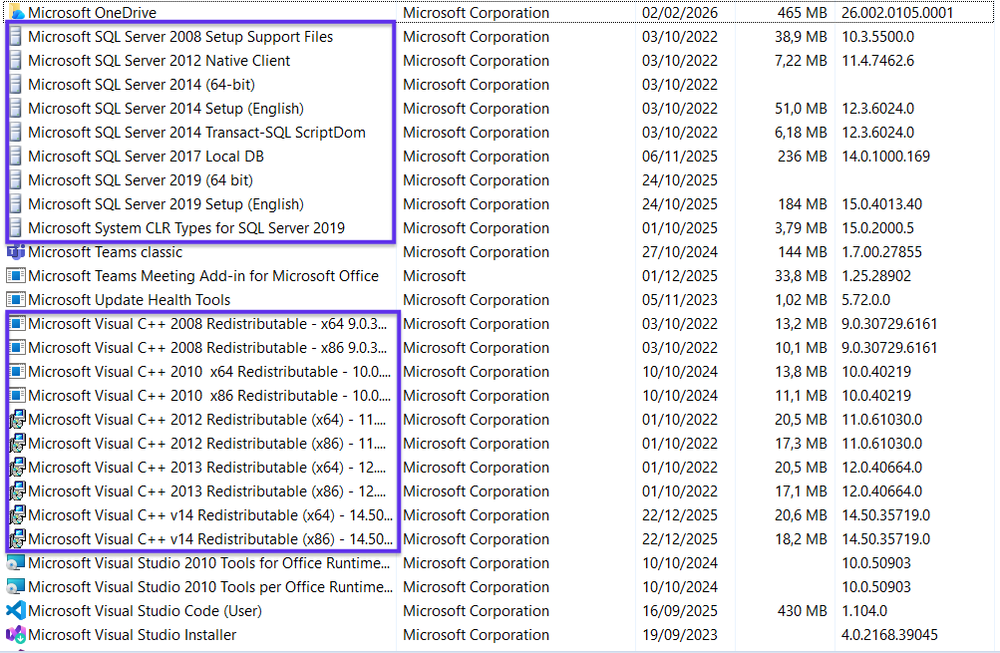 Microsoft OneDrive Microsoft Corporation 02/02/2026 465 MB 26.002.0105.0001
Microsoft SQL Server 2008 Setup Support Files Microsoft Corporation 03/10/2022 38,9 MB 10.3.5500.0
Microsoft SQL Server 2012 Native Client Microsoft Corporation 03/10/2022 7,22 MB 11.4.7462.6
Microsoft SQL Server 2014 (64-bit) Microsoft Corporation 03/10/2022
Microsoft SQL Server 2014 Setup (English) Microsoft Corporation 03/10/2022 51,0 MB 12.3.6024.0
Microsoft SQL Server 2014 Transact-SQL ScriptDom Microsoft Corporation 03/10/2022 6,18 MB 12.3.6024.0
Microsoft SQL Server 2017 Local DB Microsoft Corporation 06/11/2025 236 MB 14.0.1000.169
Microsoft SQL Server 2019 (64 bit) Microsoft Corporation 24/10/2025
Microsoft SQL Server 2019 Setup (English) Microsoft Corporation 24/10/2025 184 MB 15.0.4013.40
Microsoft System CLR Types for SQL Server 2019 Microsoft Corporation 01/10/2025 3,79 MB 15.0.2000.5
Microsoft Teams classic Microsoft Corporation 27/10/2024 144 MB 1.7.00.27855
Microsoft Teams Meeting Add-in for Microsoft Office Microsoft 01/12/2025 33,8 MB 1.25.28902
Microsoft Update Health Tools Microsoft Corporation 05/11/2023 1,02 MB 5.72.0.0
Microsoft Visual C++ 2008 Redistributable - x64 9.0.3... Microsoft Corporation 03/10/2022 13,2 MB 9.0.30729.6161
Microsoft Visual C++ 2008 Redistributable - x86 9.0.3... Microsoft Corporation 03/10/2022 10,1 MB 9.0.30729.6161
Microsoft Visual C++ 2010  x64 Redistributable - 10.0.... Microsoft Corporation 10/10/2024 13,8 MB 10.0.40219
Microsoft Visual C++ 2010  x86 Redistributable - 10.0.... Microsoft Corporation 10/10/2024 11,1 MB 10.0.40219
Microsoft Visual C++ 2012 Redistributable (x64) - 11.... Microsoft Corporation 01/10/2022 20,5 MB 11.0.61030.0
Microsoft Visual C++ 2012 Redistributable (x86) - 11.... Microsoft Corporation 01/10/2022 17,3 MB 11.0.61030.0
Microsoft Visual C++ 2013 Redistributable (x64) - 12.... Microsoft Corporation 01/10/2022 20,5 MB 12.0.40664.0
Microsoft Visual C++ 2013 Redistributable (x86) - 12.... Microsoft Corporation 01/10/2022 17,1 MB 12.0.40664.0
Microsoft Visual C++ v14 Redistributable (x64) - 14.50... Microsoft Corporation 22/12/2025 20,6 MB 14.50.35719.0
Microsoft Visual C++ v14 Redistributable (x86) - 14.50... Microsoft Corporation 22/12/2025 18,2 MB 14.50.35719.0
Microsoft Visual Studio 2010 Tools for Office Runtime... Microsoft Corporation 10/10/2024 10.0.50903
Microsoft Visual Studio 2010 Tools per Office Runtime... Microsoft Corporation 10/10/2024 10.0.50903
Microsoft Visual Studio Code (User) Microsoft Corporation 16/09/2025 430 MB 1.104.0
Microsoft Visual Studio Installer Microsoft Corporation 19/09/2023 4.0.2168.39045